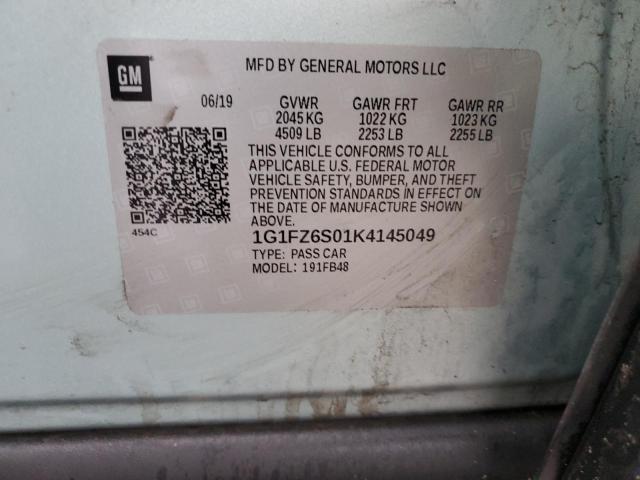 GM
MFD BY GENERAL MOTORS LLC
06/19 GVWR GAWR FRT GAWR RR
2045 KG 1022 KG 1023 KG
4509 LB 2253 LB 2255 LB
THIS VEHICLE CONFORMS TO ALL
APPLICABLE U.S. FEDERAL MOTOR
VEHICLE SAFETY, BUMPER, AND THEFT
PREVENTION STANDARDS IN EFFECT ON
THE DATE OF MANUFACTURE SHOWN
ABOVE.
454C
1G1FZ6S01K4145049
TYPE: PASS CAR
MODEL: 191FB48